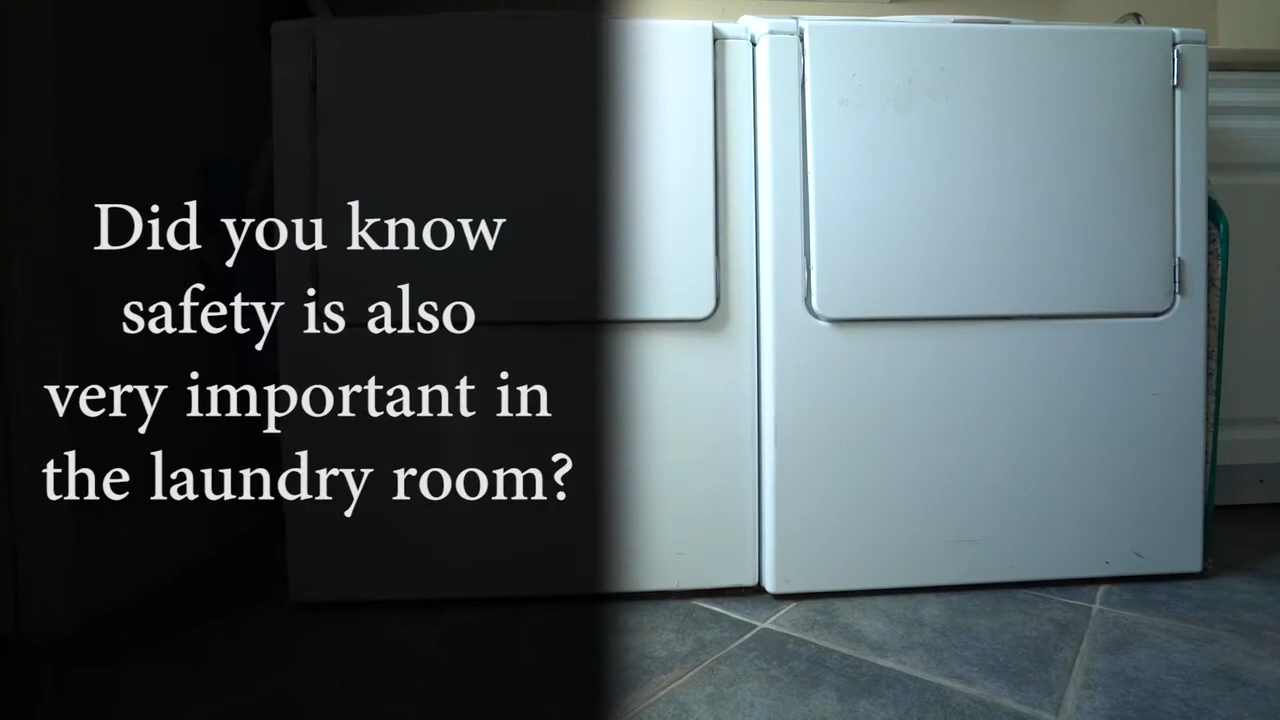 Did you know
safety is also
very important in
the laundry room?